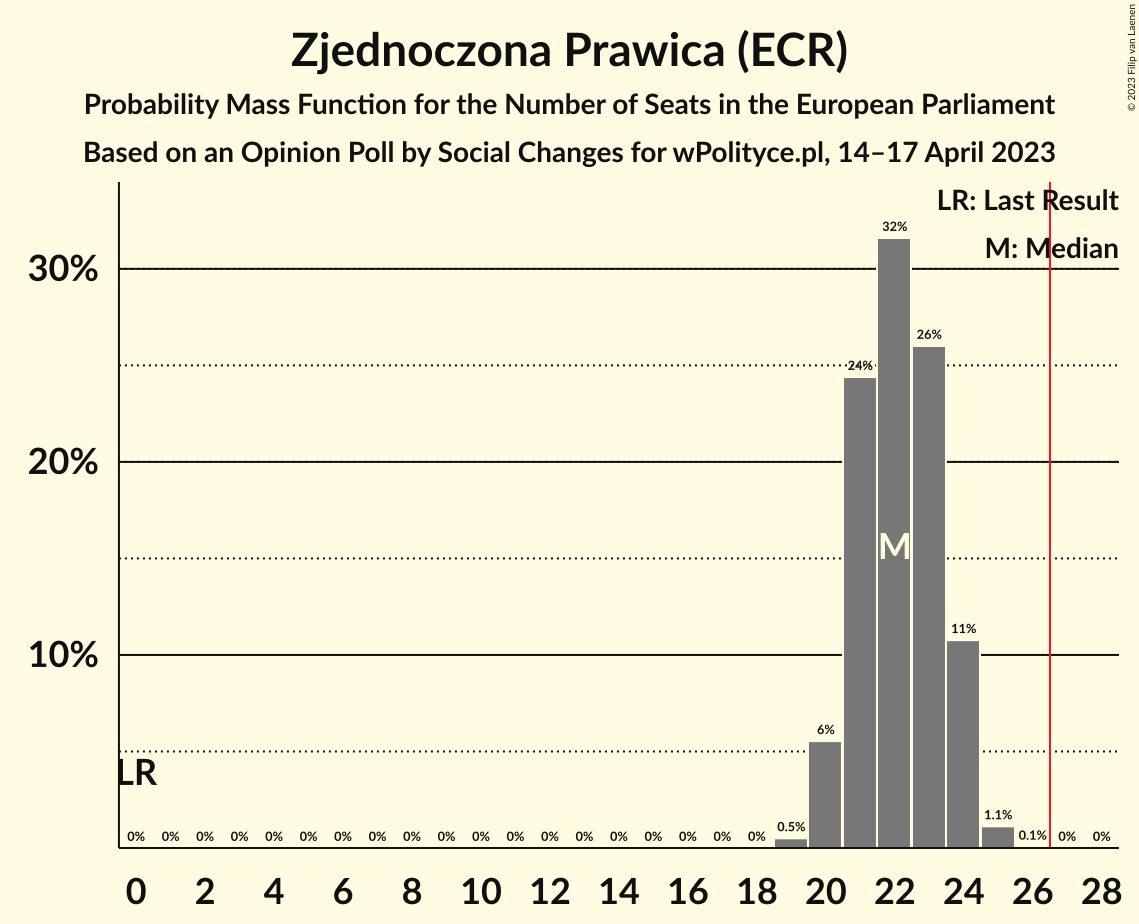 © 2023 Filip van Laenen
Zjednoczona Prawica (ECR)
Probability Mass Function for the Number of Seats in the European Parliament
Based on an Opinion Poll by Social Changes for wPolityce.pl, 14–17 April 2023
LR: Last Result
M: Median
30%
20%
10%
32%
26%
24%
M
11%
6%
LR
0% 0% 0% 0% 0% 0% 0% 0% 0% 0% 0% 0% 0% 0% 0% 0% 0% 0% 0% 0.5% 1.1% 0.1% 0% 0%
0 2 4 6 8 10 12 14 16 18 20 22 24 26 28